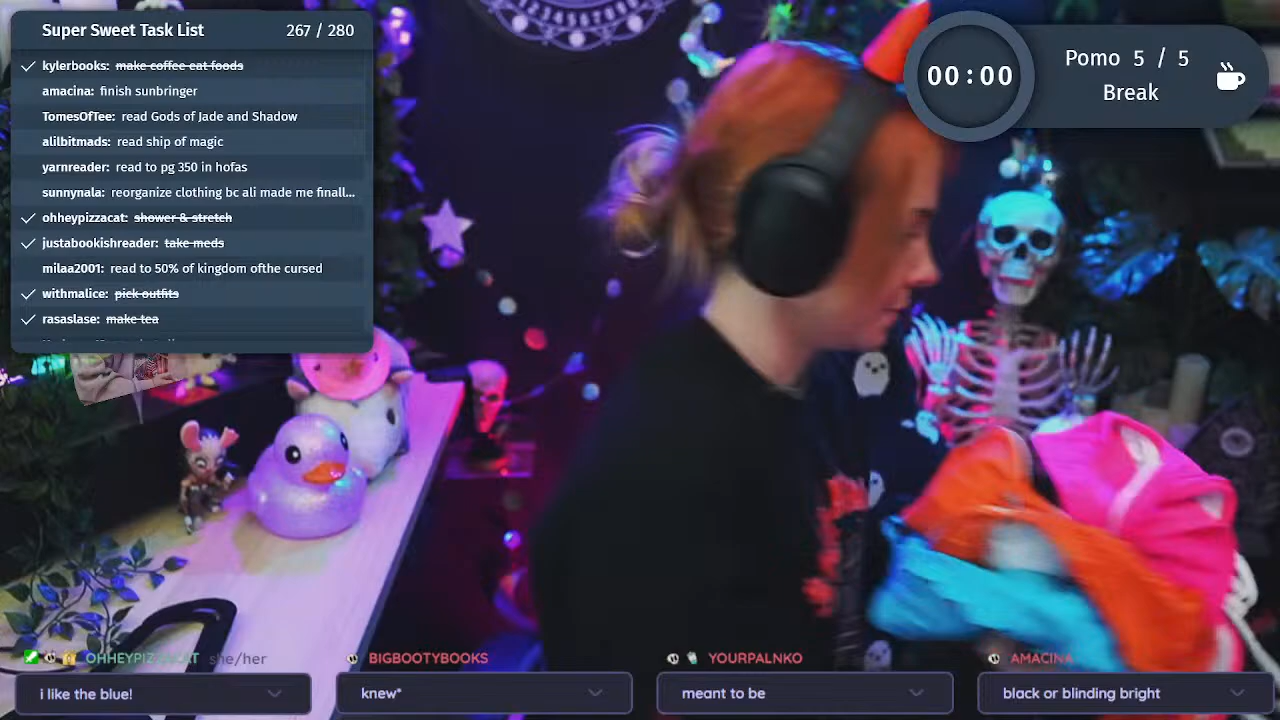 Super Sweet Task List 267 / 280
kylerbooks: make coffee eat foods
amacina: finish sunbringer
TomesOfTee: read Gods of Jade and Shadow
alilbitmads: read ship of magic
yarnreader: read to pg 350 in hofas
sunnynala: reorganize clothing bc ali made me finall...
ohheypizzacat: shower & stretch
justabookishreader: take meds
milaa2001: read to 50% of kingdom ofthe cursed
withmalice: pick outfits
rasaslase: make tea
00:00
Pomo 5 / 5
Break
1234567890
OHHEYPIZZACAT she/her
i like the blue!
BIGBOOTYBOOKS
knew*
YOURPALNKO
meant to be
AMACINA
black or blinding bright